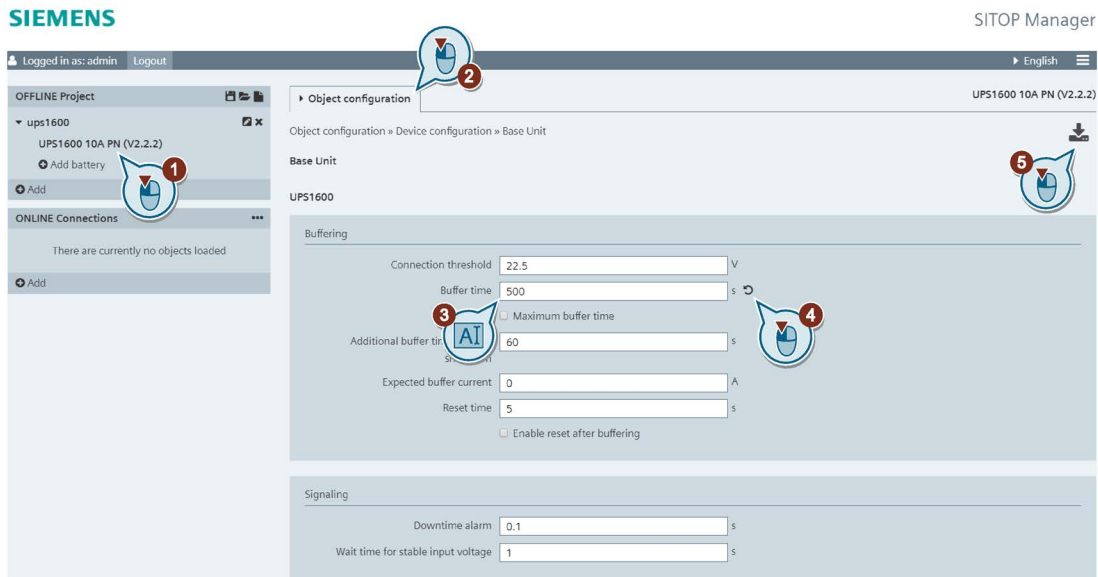 SIEMENS
SITOP Manager
Logged in as: admin Logout
English
2
OFFLINE Project
ups1600
UPS1600 10A PN (V2.2.2)
Add battery
1
Add
ONLINE Connections
There are currently no objects loaded
Add
Object configuration
UPS1600 10A PN (V2.2.2)
Object configuration » Device configuration » Base Unit
5
Base Unit
UPS1600
Buffering
Connection threshold 22.5 V
Buffer time 500 s
3
AI
Maximum buffer time
4
Additional buffer 60 s
Expected buffer current 0 A
Reset time 5 s
Enable reset after buffering
Signaling
Downtime alarm 0.1 s
Wait time for stable input voltage 1 s